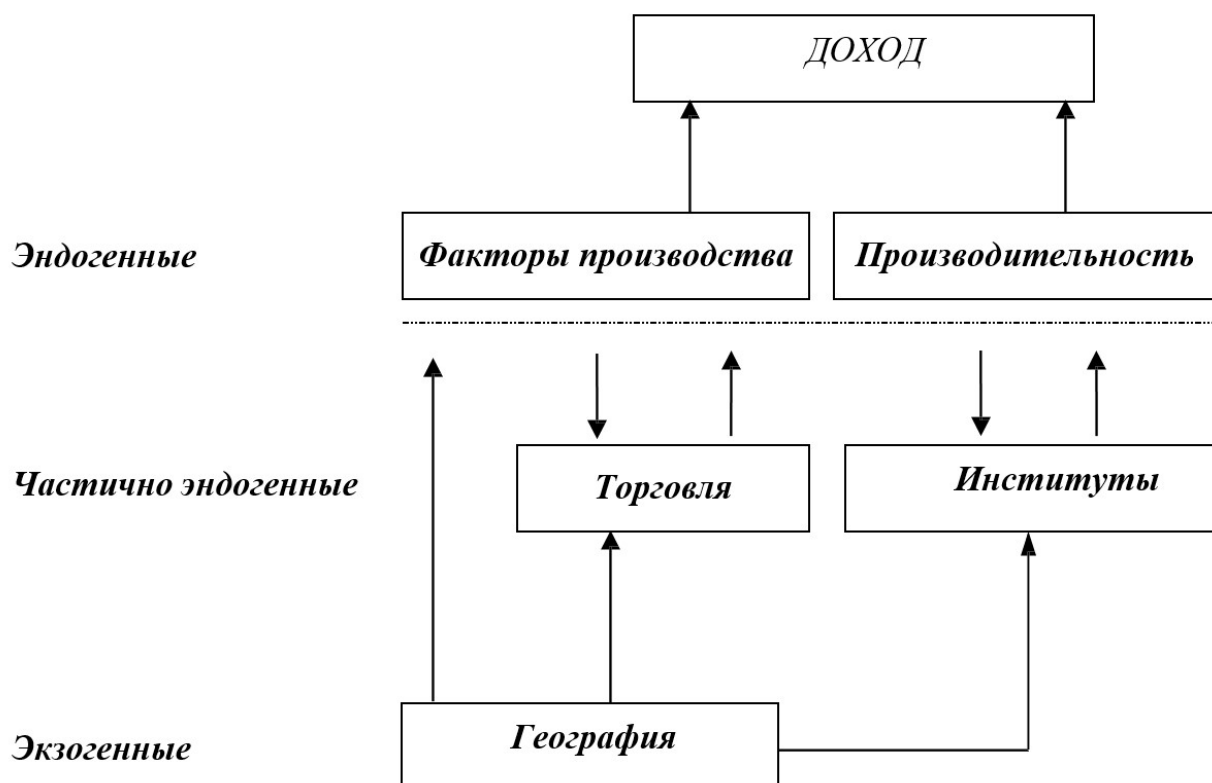 ДОХОД
Эндогенные
Факторы производства
Производительность
Частично эндогенные
Торговля
Институты
Экзогенные
География